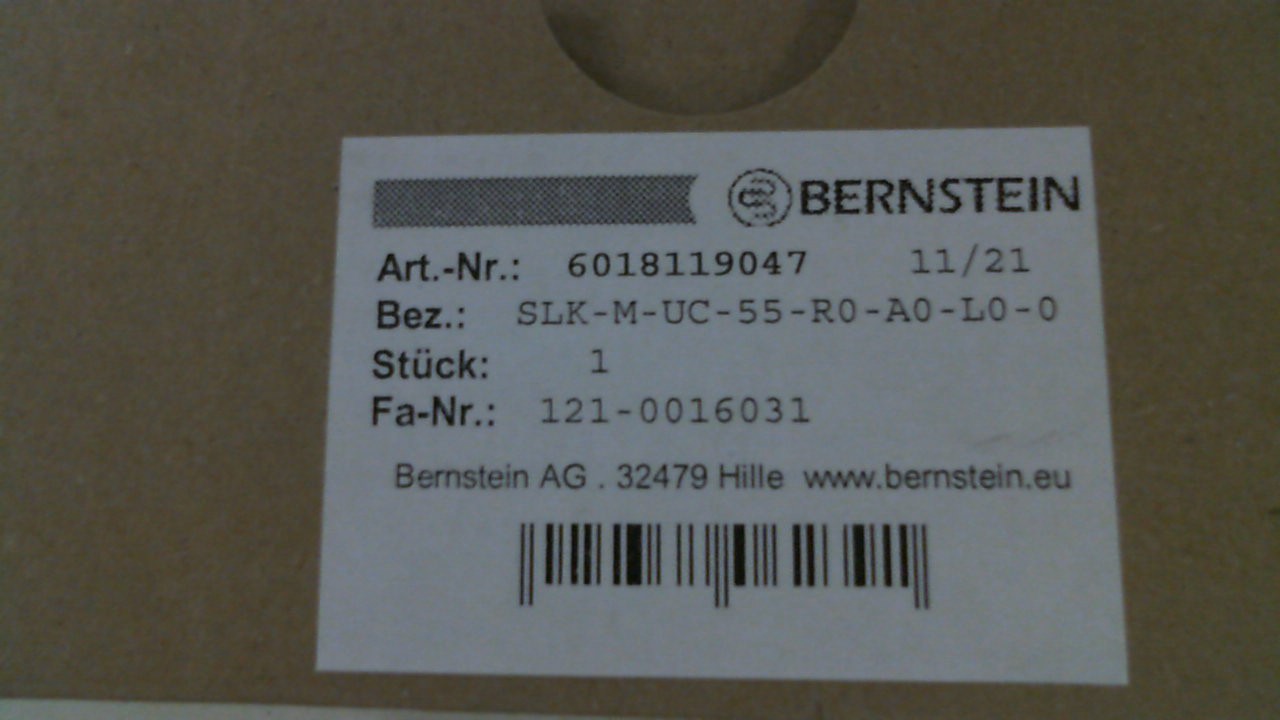 BERNSTEIN
Art.-Nr.: 6018119047 11/21
Bez.: SLK-M-UC-55-R0-A0-L0-0
Stück: 1
Fa-Nr.: 121-0016031
Bernstein AG . 32479 Hille www.bernstein.eu